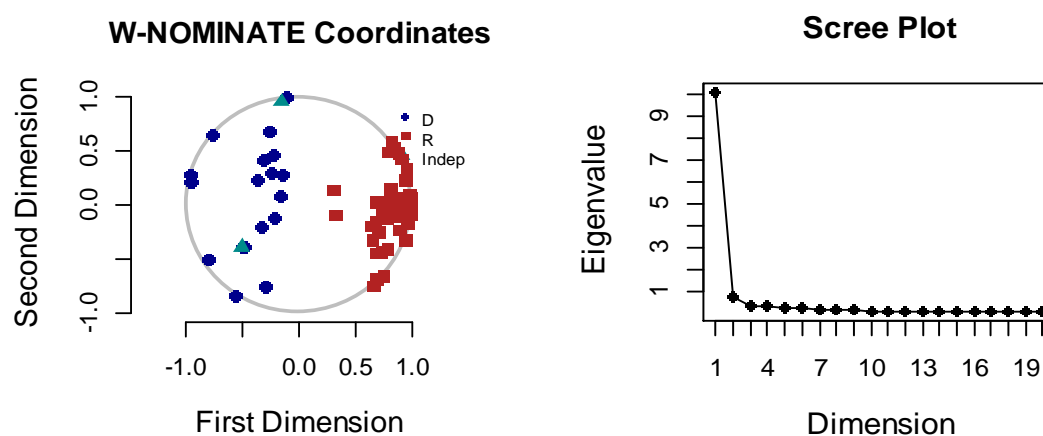 W-NOMINATE Coordinates
Second Dimension
1.0
0.5
0.0
-1.0
D
R
Indep
-1.0
0.0
0.5
1.0
First Dimension
Scree Plot
Eigenvalue
9
7
5
3
1
1
4
7
10
13
16
19
Dimension